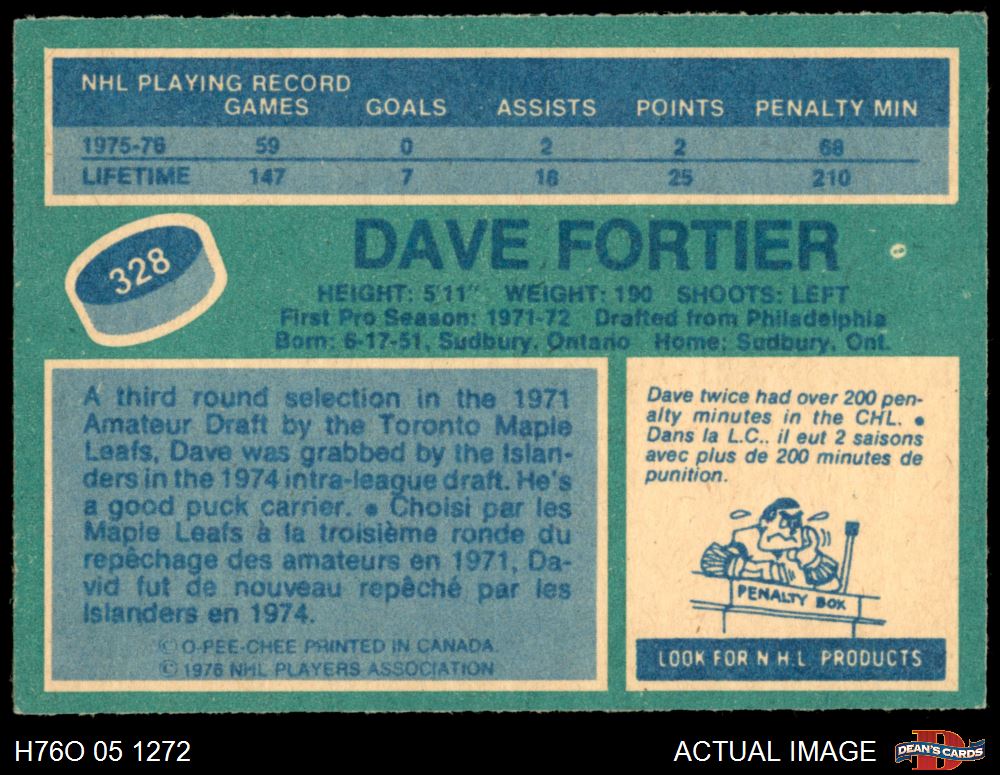 NHL PLAYING RECORD
GAMES GOALS ASSISTS POINTS PENALTY MIN
1975-76 59 0 2 2 68
LIFETIME 147 7 18 25 210
328
DAVE FORTIER
HEIGHT: 5'11" WEIGHT: 190 SHOOTS: LEFT
First Pro Season: 1971-72 Drafted from Philadelphia
Born: 6-17-51, Sudbury, Ontario Home: Sudbury, Ont.
A third round selection in the 1971
Amateur Draft by the Toronto Maple
Leafs, Dave was grabbed by the Islan-
ders in the 1974 intra-league draft. He's
a good puck carrier. • Choisi par les
Maple Leafs à la troisième ronde du
repêchage des amateurs en 1971, Da-
vid fut de nouveau repêché par les
Islanders en 1974.
© O-PEE-CHEE PRINTED IN CANADA.
© 1976 NHL PLAYERS ASSOCIATION
Dave twice had over 200 pen-
alty minutes in the CHL. •
Dans la L.C.. il eut 2 saisons
avec plus de 200 minutes de
punition.
PENALTY BOX
LOOK FOR N H L PRODUCTS
H76O 05 1272
ACTUAL IMAGE
D
DEAN'S CARDS